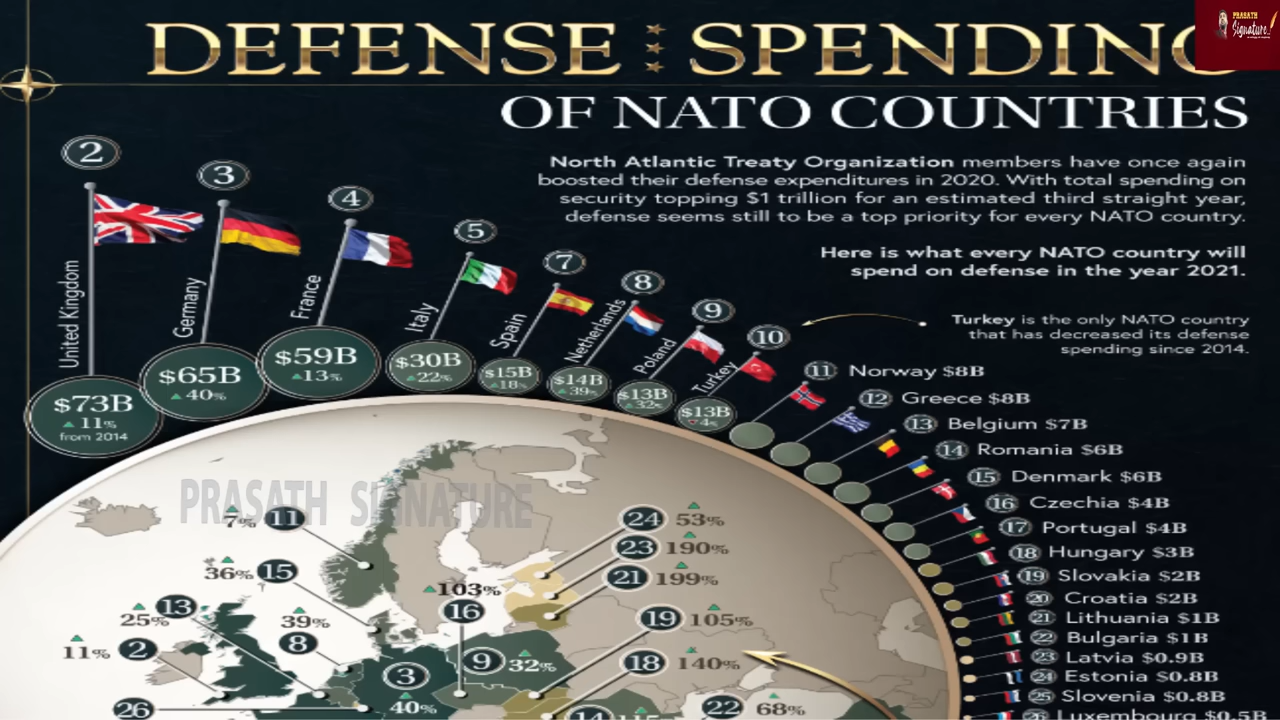 DEFENSE SPENDING
PRASATH
Signature
OF NATO COUNTRIES
North Atlantic Treaty Organization members have once again
boosted their defense expenditures in 2020. With total spending on
security topping $1 trillion for an estimated third straight year,
defense seems still to be a top priority for every NATO country.
Here is what every NATO country will
spend on defense in the year 2021.
Turkey is the only NATO country
that has decreased its defense
spending since 2014.
2
United Kingdom
$73B
11%
from 2014
3
Germany
$65B
40%
4
France
$59B
13%
5
Italy
$30B
22%
7
Spain
$15B
18%
8
Netherlands
$14B
39%
9
Poland
$13B
32%
10
Turkey
$13B
4%
11 Norway $8B
12 Greece $8B
13 Belgium $7B
14 Romania $6B
15 Denmark $6B
16 Czechia $4B
17 Portugal $4B
18 Hungary $3B
19 Slovakia $2B
20 Croatia $2B
21 Lithuania $1B
22 Bulgaria $1B
23 Latvia $0.9B
24 Estonia $0.8B
25 Slovenia $0.8B
26 Luxembourg $0.5B
PRASATH SIGNATURE
7% 11
24 53%
23 190%
36% 15
21 199%
103%
16
25% 13
39%
8
19 105%
11% 2
9 32%
18 140%
3
40%
26
14 115%
22 68%